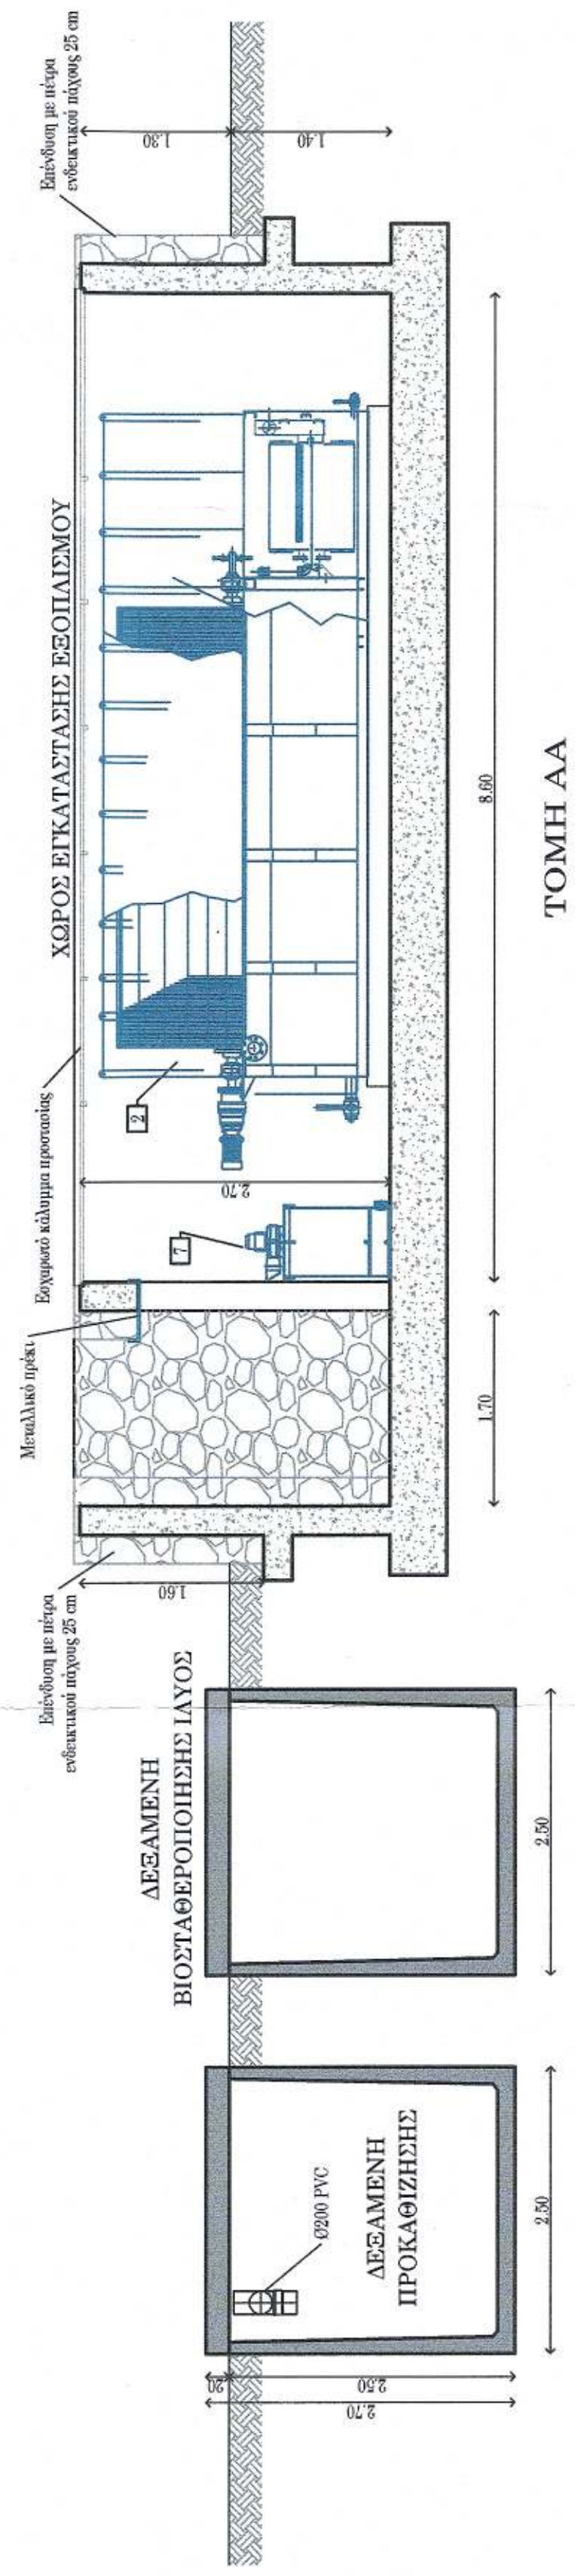 Επένδυση με πέτρα
ενδεικτικού πάχους 25 cm
ΔΕΞΑΜΕΝΗ
ΒΙΟΣΤΑΘΕΡΟΠΟΙΗΣΗΣ ΙΛΥΟΣ
Μεταλλικό πρέκι
Εσχαρωτό κάλυμμα προστασίας
ΧΩΡΟΣ ΕΓΚΑΤΑΣΤΑΣΗΣ ΕΞΟΠΛΙΣΜΟΥ
Επένδυση με πέτρα
ενδεικτικού πάχους 25 cm
20
2.50
2.70
Ø200 PVC
ΔΕΞΑΜΕΝΗ
ΠΡΟΚΑΘΙΖΗΣΗΣ
2.50
2.50
1.60
7
2
2.70
1.30
1.40
1.70
8.60
ΤΟΜΗ ΑΑ